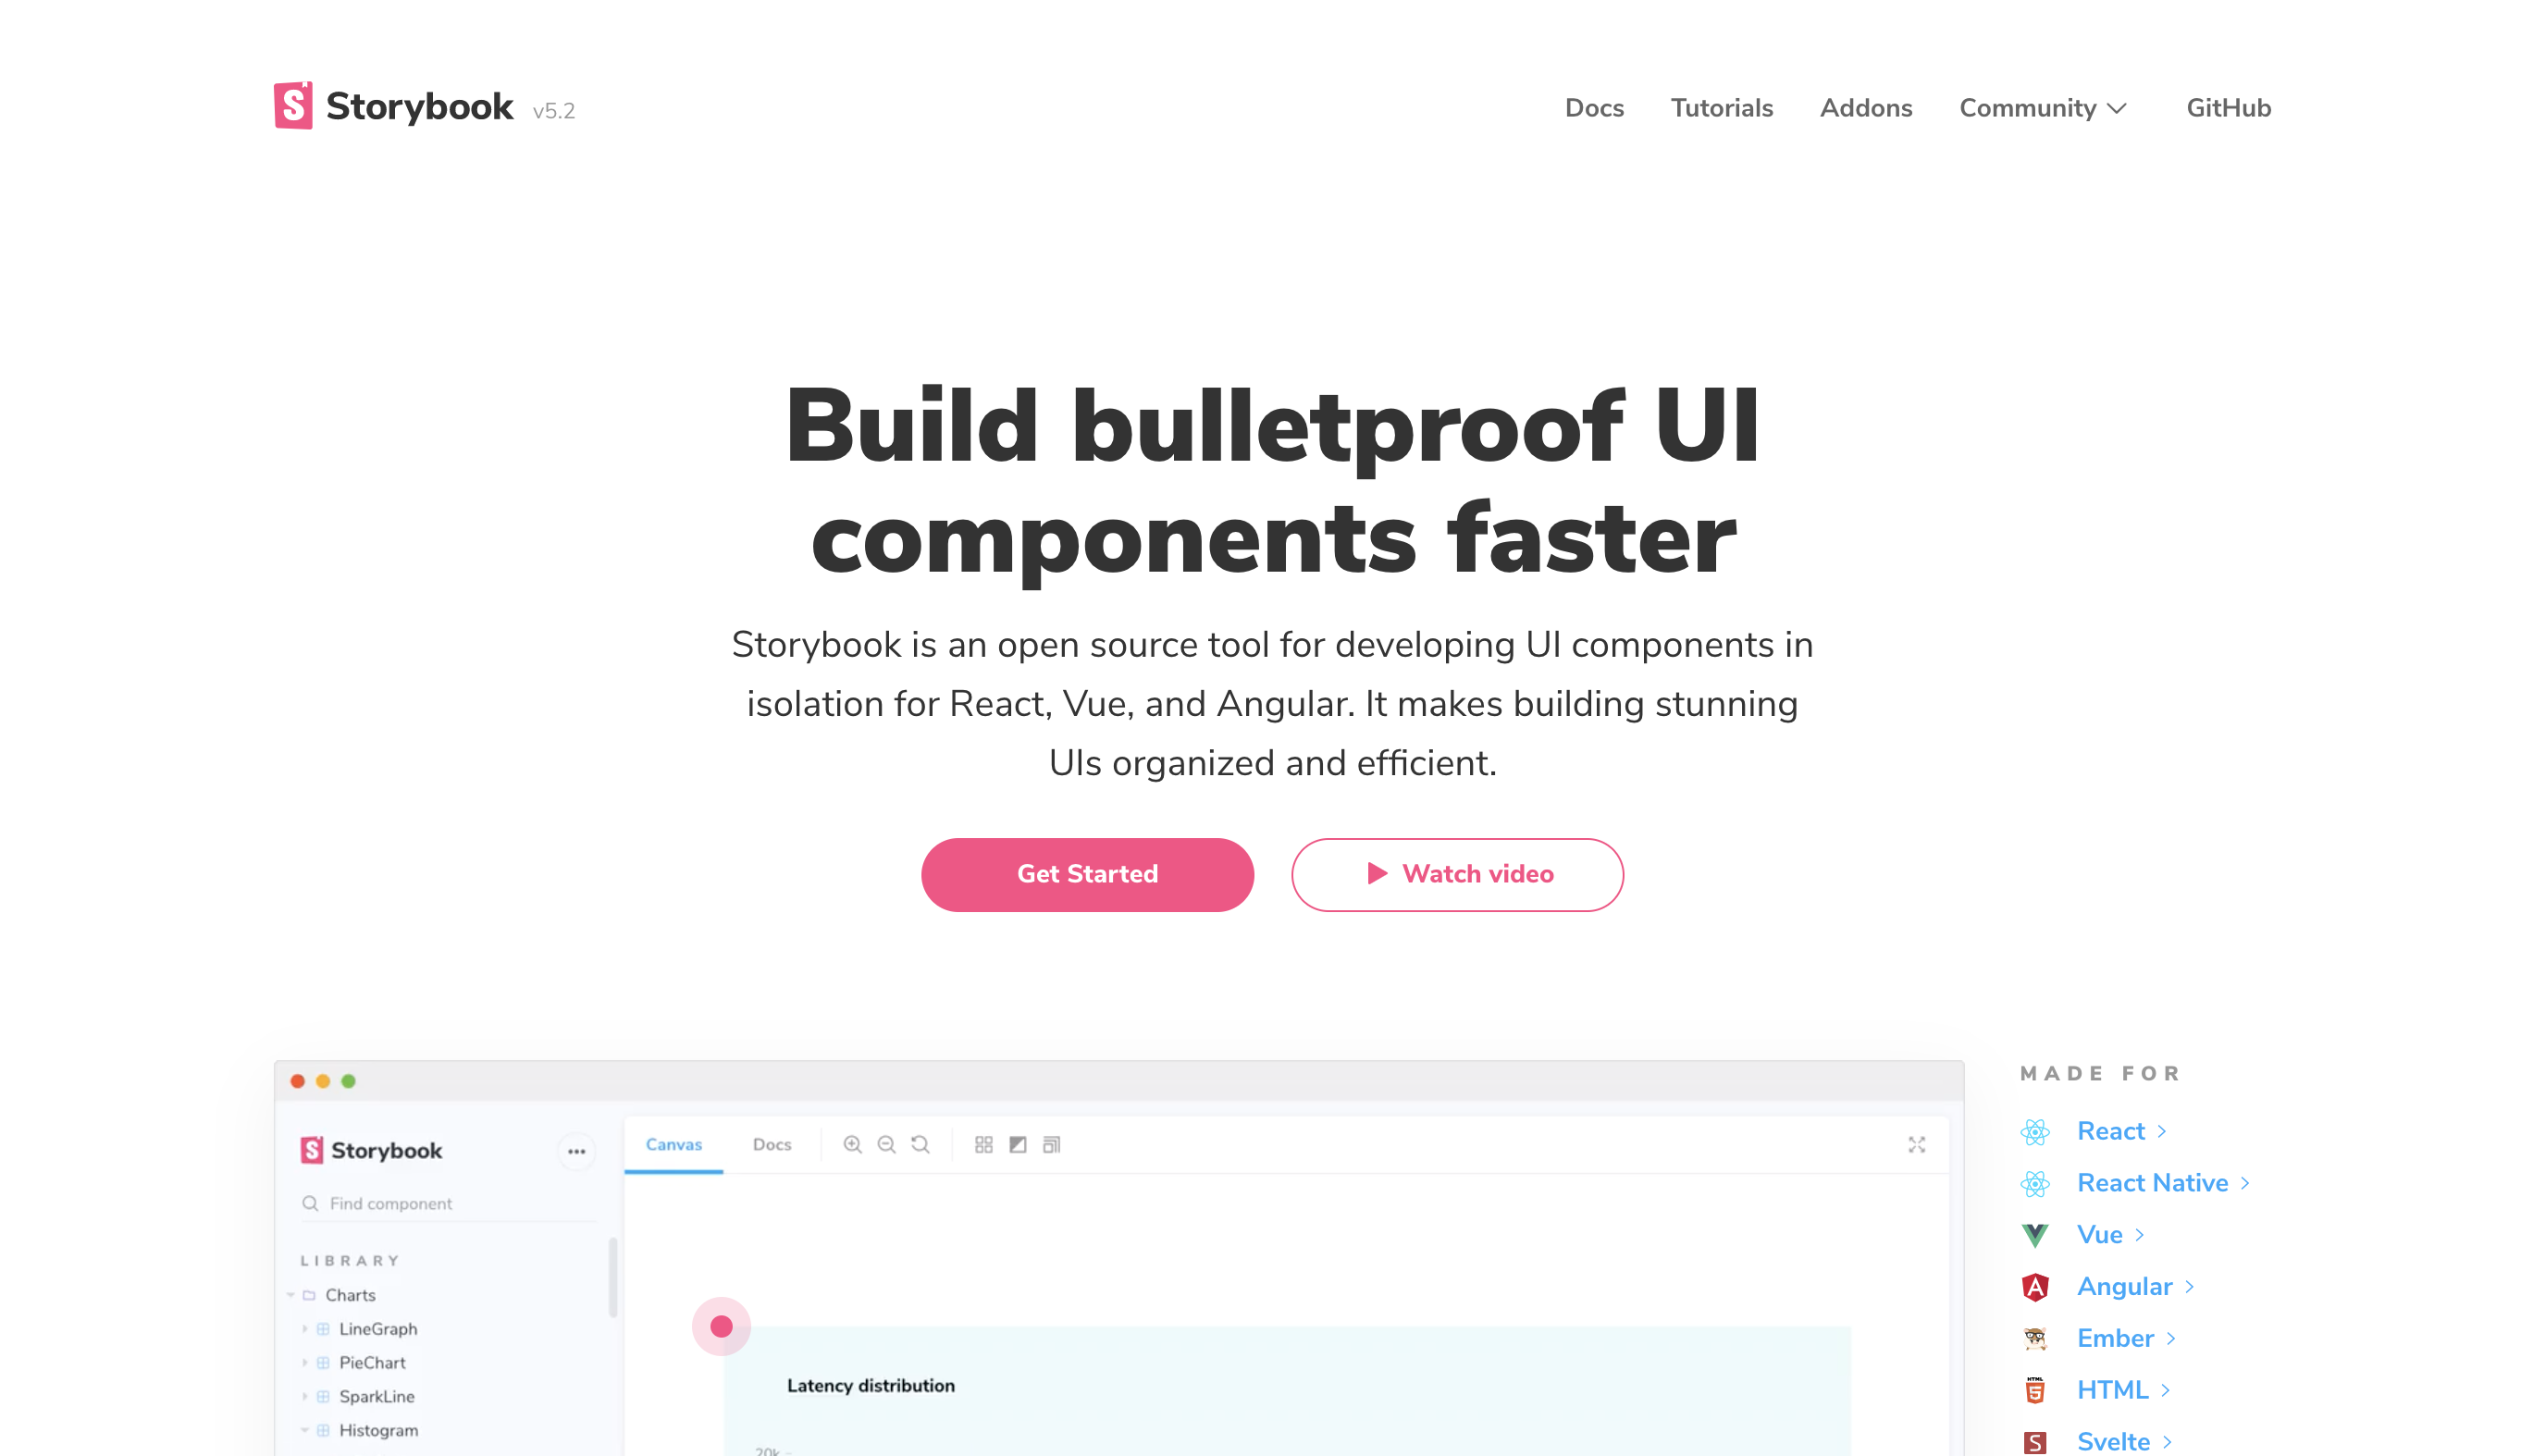 Storybook v5.2
Docs Tutorials Addons Community GitHub
Build bulletproof UI
components faster
Storybook is an open source tool for developing UI components in
isolation for React, Vue, and Angular. It makes building stunning
UIs organized and efficient.
Get Started
Watch video
Storybook
Find component
LIBRARY
Charts
LineGraph
PieChart
SparkLine
Histogram
Canvas Docs
Latency distribution
20k
MADE FOR
React
React Native
Vue
Angular
Ember
HTML
Svelte